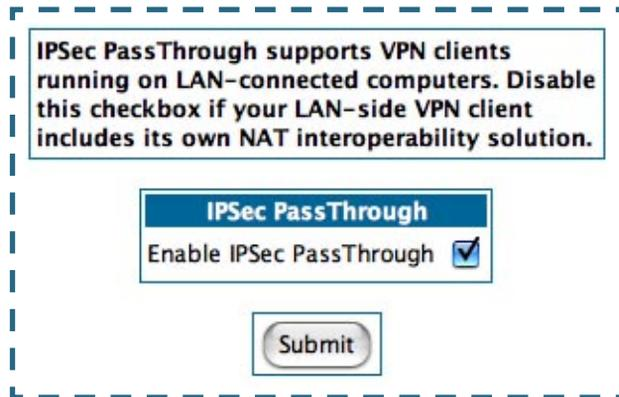 IPSec PassThrough supports VPN clients
running on LAN-connected computers. Disable
this checkbox if your LAN-side VPN client
includes its own NAT interoperability solution.
IPSec PassThrough
Enable IPSec PassThrough
Submit